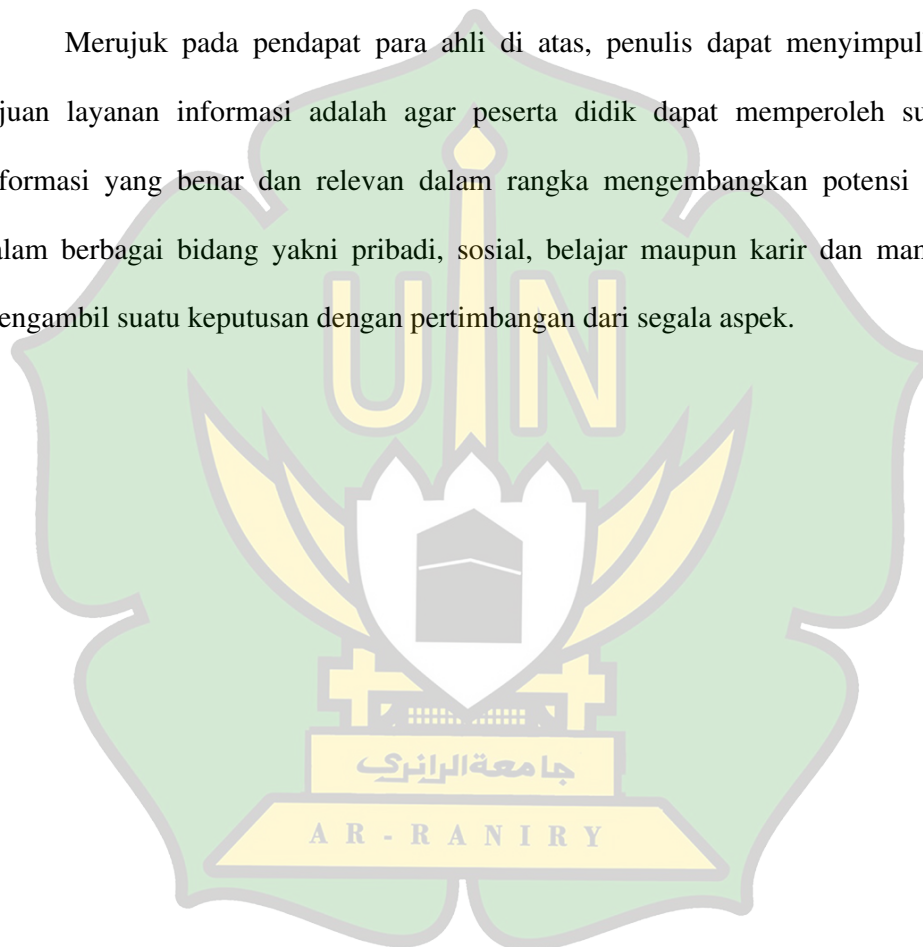 Merujuk pada pendapat para ahli di atas, penulis dapat menyimpul
juan layanan informasi adalah agar peserta didik dapat memperoleh su
formasi yang benar dan relevan dalam rangka mengembangkan potensi
alam berbagai bidang yakni pribadi, sosial, belajar maupun karir dan man
engambil suatu keputusan dengan pertimbangan dari segala aspek.
UIN
جامعة الرانري
AR-RANIRY